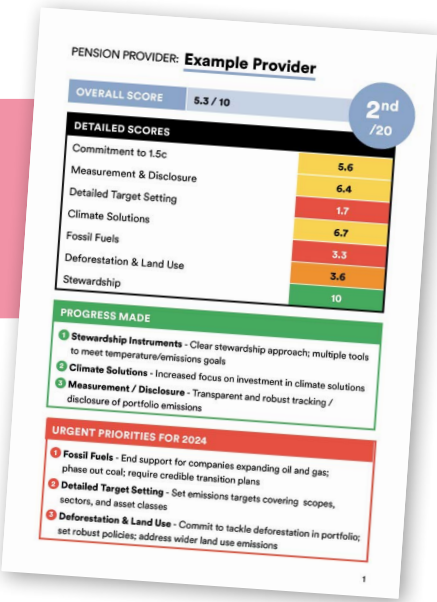 PENSION PROVIDER: Example Provider
OVERALL SCORE 5.3 / 10
2nd
/20
DETAILED SCORES
Commitment to 1.5c 5.6
Measurement & Disclosure 6.4
Detailed Target Setting 1.7
Climate Solutions 6.7
Fossil Fuels 3.3
Deforestation & Land Use 3.6
Stewardship 10
PROGRESS MADE
1 Stewardship Instruments - Clear stewardship approach; multiple tools
to meet temperature/emissions goals
2 Climate Solutions - Increased focus on investment in climate solutions
3 Measurement / Disclosure - Transparent and robust tracking /
disclosure of portfolio emissions
URGENT PRIORITIES FOR 2024
1 Fossil Fuels - End support for companies expanding oil and gas;
phase out coal; require credible transition plans
2 Detailed Target Setting - Set emissions targets covering scopes,
sectors, and asset classes
3 Deforestation & Land Use - Commit to tackle deforestation in portfolio;
set robust policies; address wider land use emissions
1